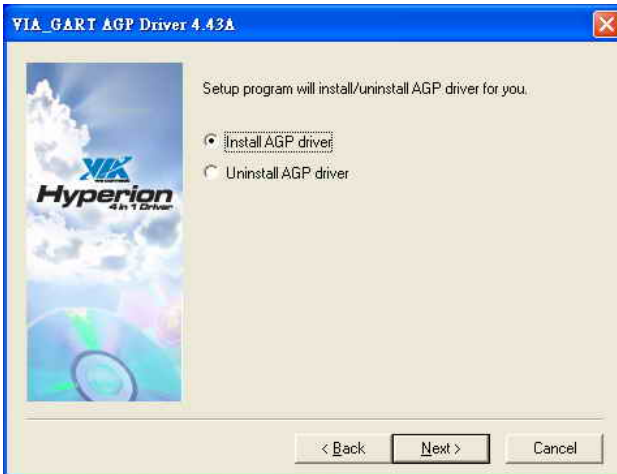 VIA_GART AGP Driver 4.43A
Setup program will install/uninstall AGP driver for you.
Install AGP driver
Uninstall AGP driver
VIA
Hyperion
4 in 1 Driver
< Back
Next >
Cancel